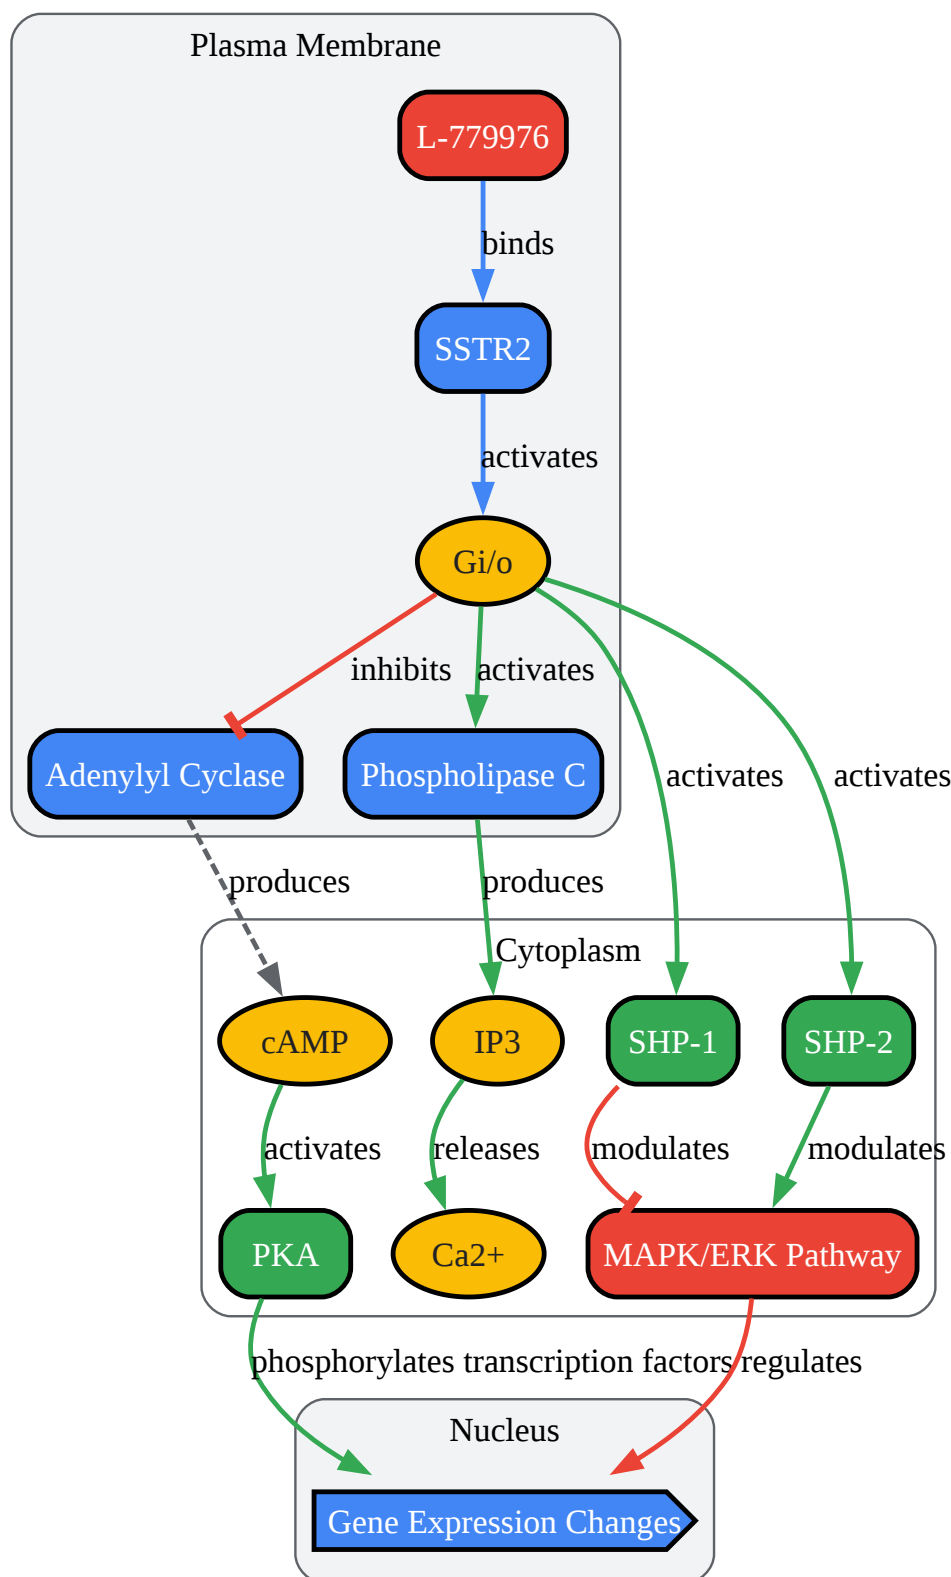 Plasma Membrane
L-779976
binds
SSTR2
activates
Gi/o
inhibits
activates
Adenylyl Cyclase
Phospholipase C
activates
activates
produces
produces
Cytoplasm
cAMP
IP3
SHP-1
SHP-2
activates
releases
modulates
modulates
PKA
Ca2+
MAPK/ERK Pathway
phosphorylates transcription factors
regulates
Nucleus
Gene Expression Changes